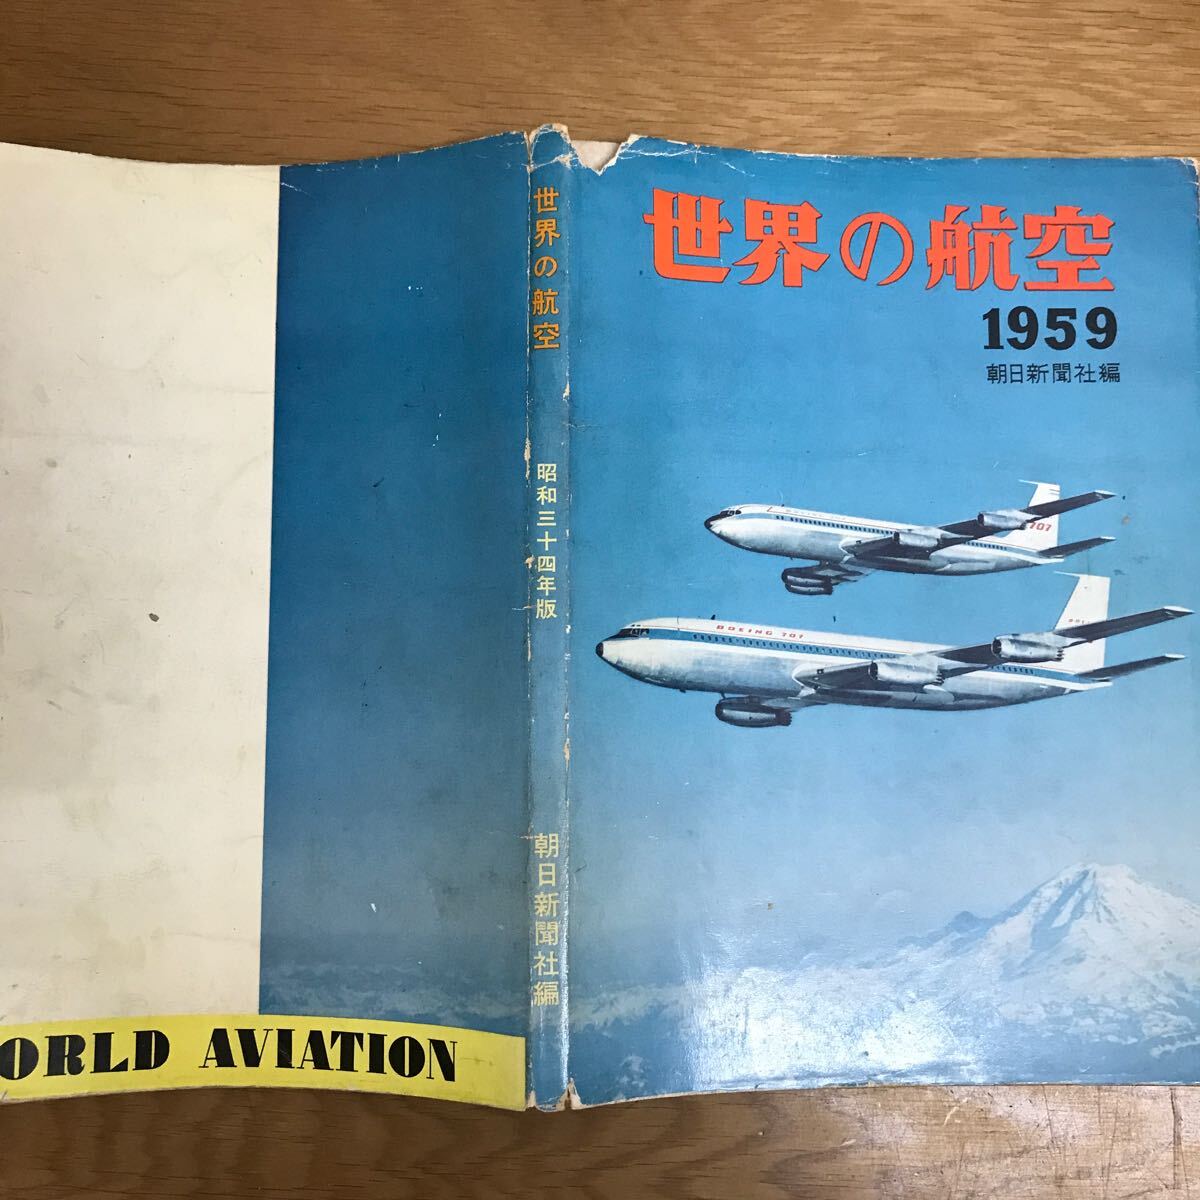 世界の航空
1959
朝日新聞社編
707
BOEING 707
世界の航空
昭和三十四年版
朝日新聞社編
ORLD AVIATION